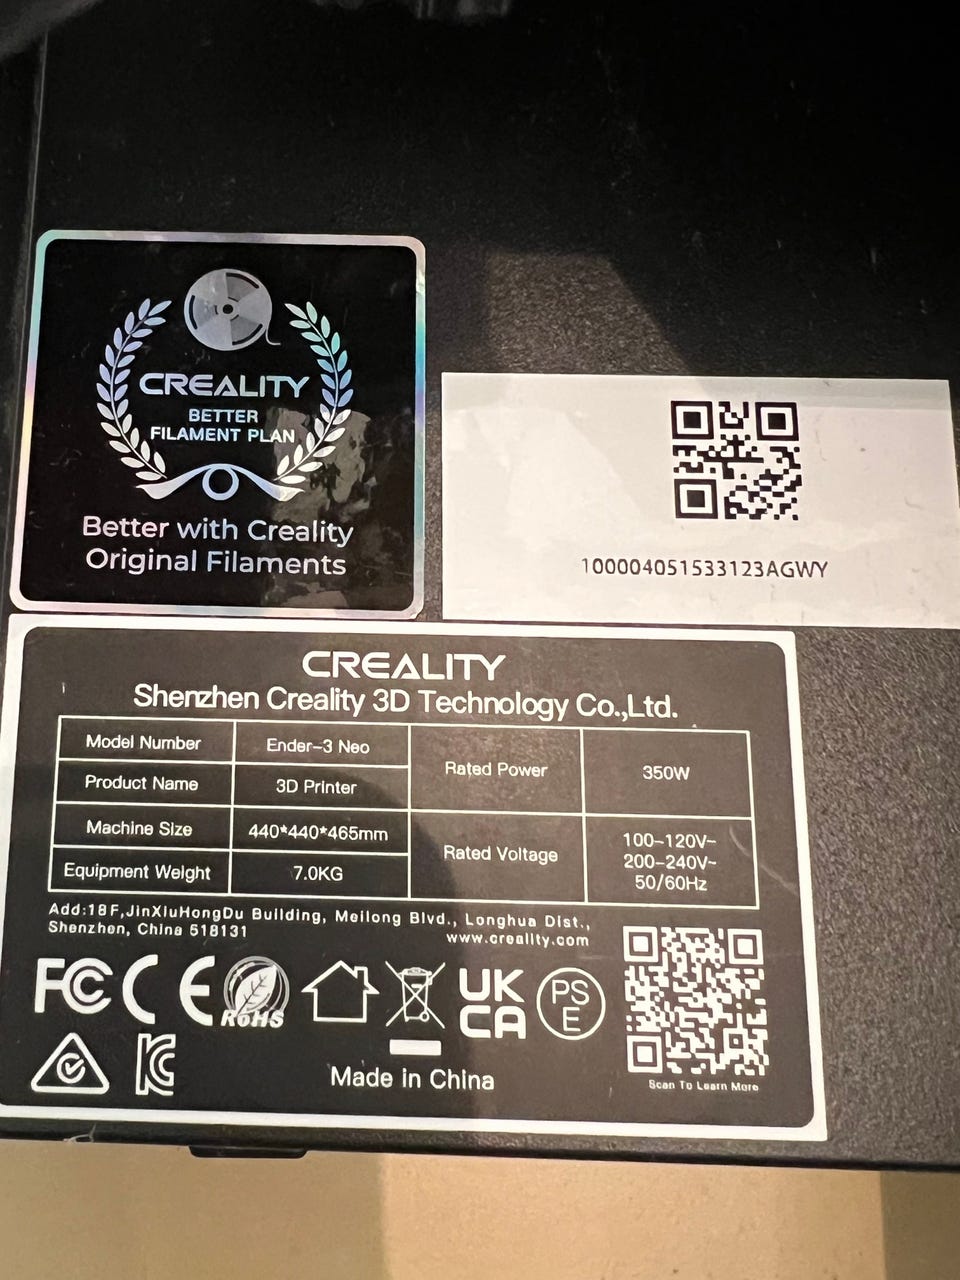 CREALITY
BETTER
FILAMENT PLAN
Better with Creality
Original Filaments
100004051533123AGWY
CREALITY
Shenzhen Creality 3D Technology Co.,Ltd.
Model Number Ender-3 Neo
Product Name 3D Printer
Machine Size 440*440*465mm
Equipment Weight 7.0KG
Rated Power 350W
Rated Voltage 100-120V~
200-240V~
50/60Hz
Add:18F,JinXiuHongDu Building, Meilong Blvd., Longhua Dist.,
Shenzhen, China 518131
www.creality.com
FC CE RoHS UK
CA PS
E
KC
Made in China
Scan To Learn More